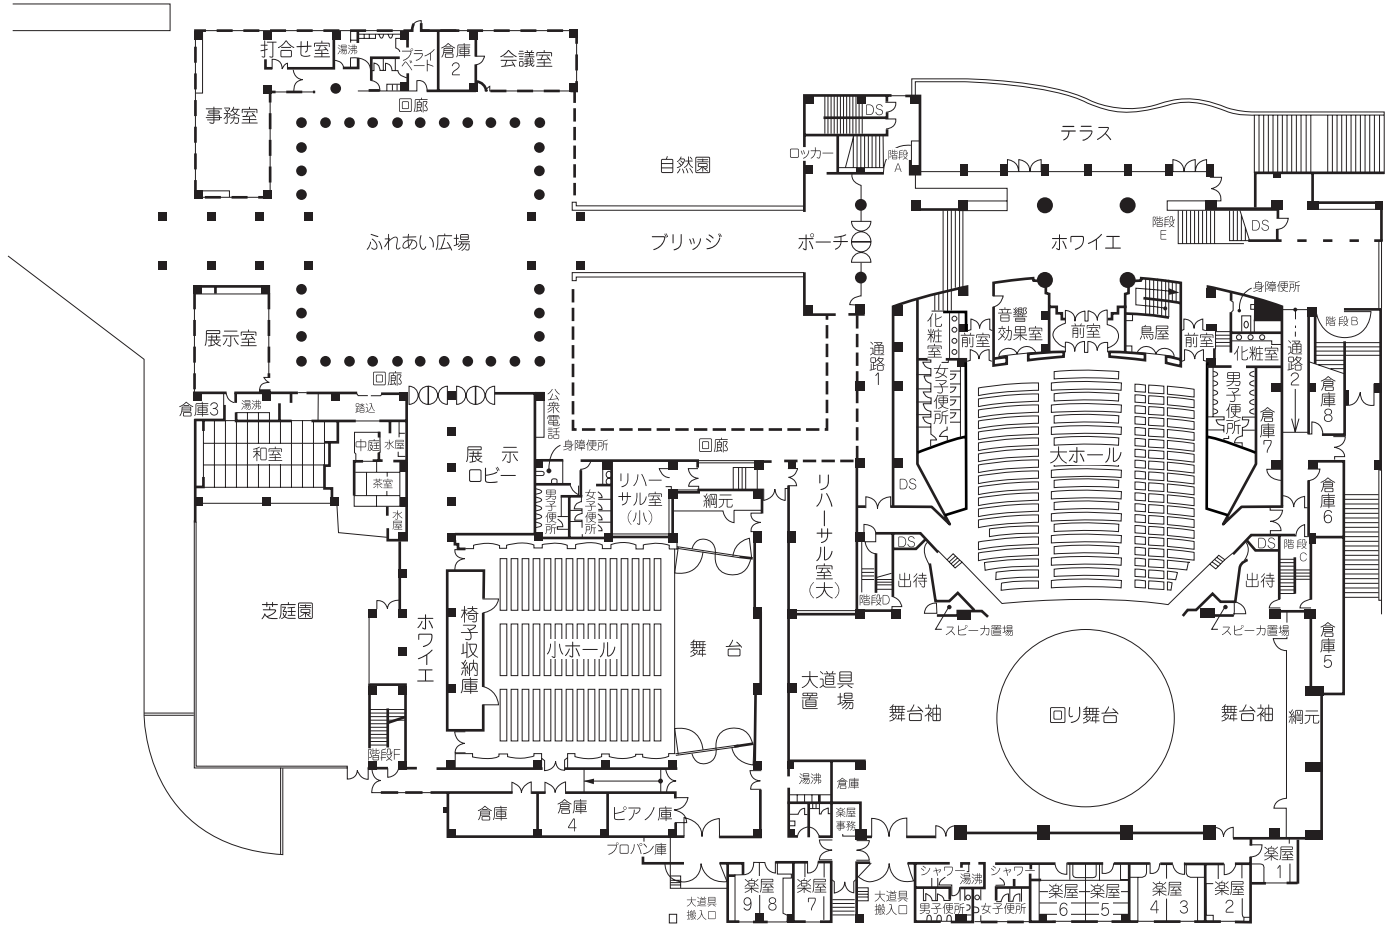 打合せ室
湯沸
プライ
ベート
倉庫
2
会議室
事務室
回廊
DS
テラス
ロッカー
階段
A
自然園
ふれあい広場
ブリッジ
ポーチ
ホワイエ
階段
E
DS
身障便所
展示室
化粧室
前室
音響
効果室
前室
鳥屋
前室
化粧室
通路2
階段B
通路1
回廊
倉庫3
湯沸
踏込
公衆電話
女子便所
男子便所
倉庫7
倉庫8
和室
中庭
水屋
茶室
水屋
展示
ロビー
身障便所
回廊
大ホール
男子便所
女子便所
リハー
サル室
(小)
綱元
リハーサル室(大)
DS
倉庫6
DS
出待
階段D
DS
階段
C
出待
芝庭園
ホワイエ
椅子収納庫
小ホール
舞台
スピーカ置場
スピーカ置場
倉庫5
大道具
置場
舞台袖
回り舞台
舞台袖
綱元
階段F
湯沸
倉庫
倉庫
倉庫
4
ピアノ庫
楽屋
事務
プロパン庫
楽屋
1
大道具
搬入口
楽屋
9 8
楽屋
7
大道具
搬入口
シャワー
湯沸
シャワー
男子便所
女子便所
楽屋
6
楽屋
5
楽屋
4 3
楽屋
2